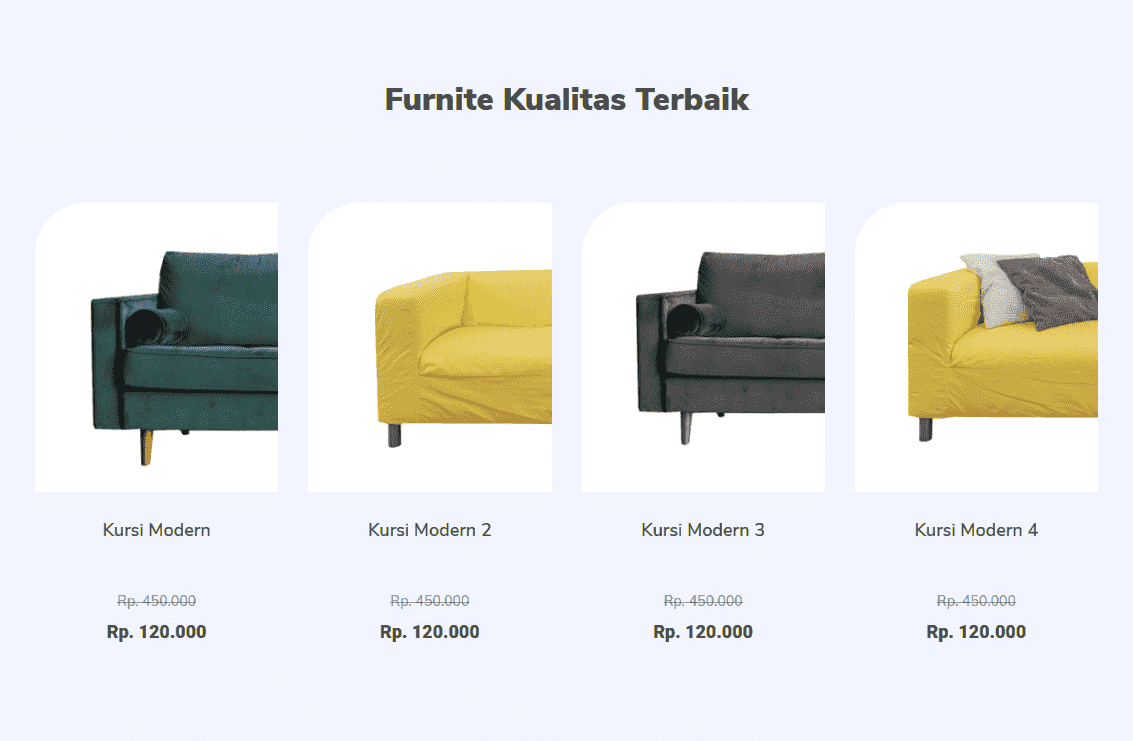 Furnite Kualitas Terbaik
Kursi Modern
Rp. 450.000
Rp. 120.000
Kursi Modern 2
Rp. 450.000
Rp. 120.000
Kursi Modern 3
Rp. 450.000
Rp. 120.000
Kursi Modern 4
Rp. 450.000
Rp. 120.000